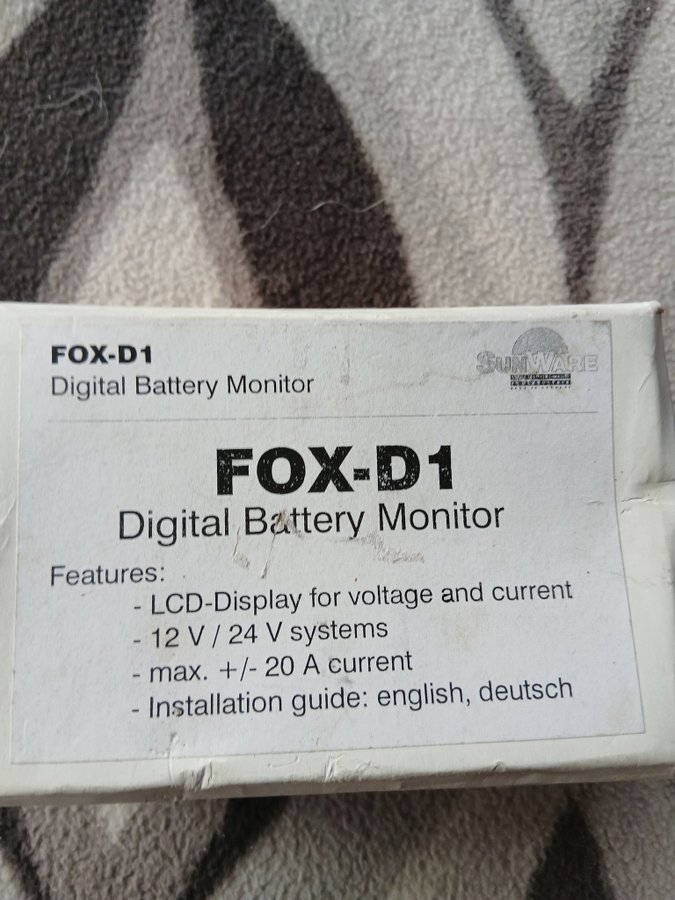 FOX-D1
Digital Battery Monitor
SUNWARE
FOX-D1
Digital Battery Monitor
Features:
- LCD-Display for voltage and current
- 12 V / 24 V systems
- max. +/- 20 A current
- Installation guide: english, deutsch